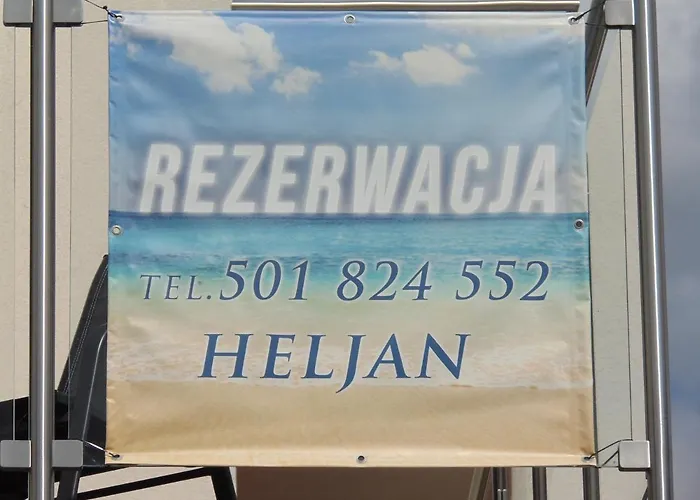 REZERWACJA
TEL. 501 824 552
HELJAN